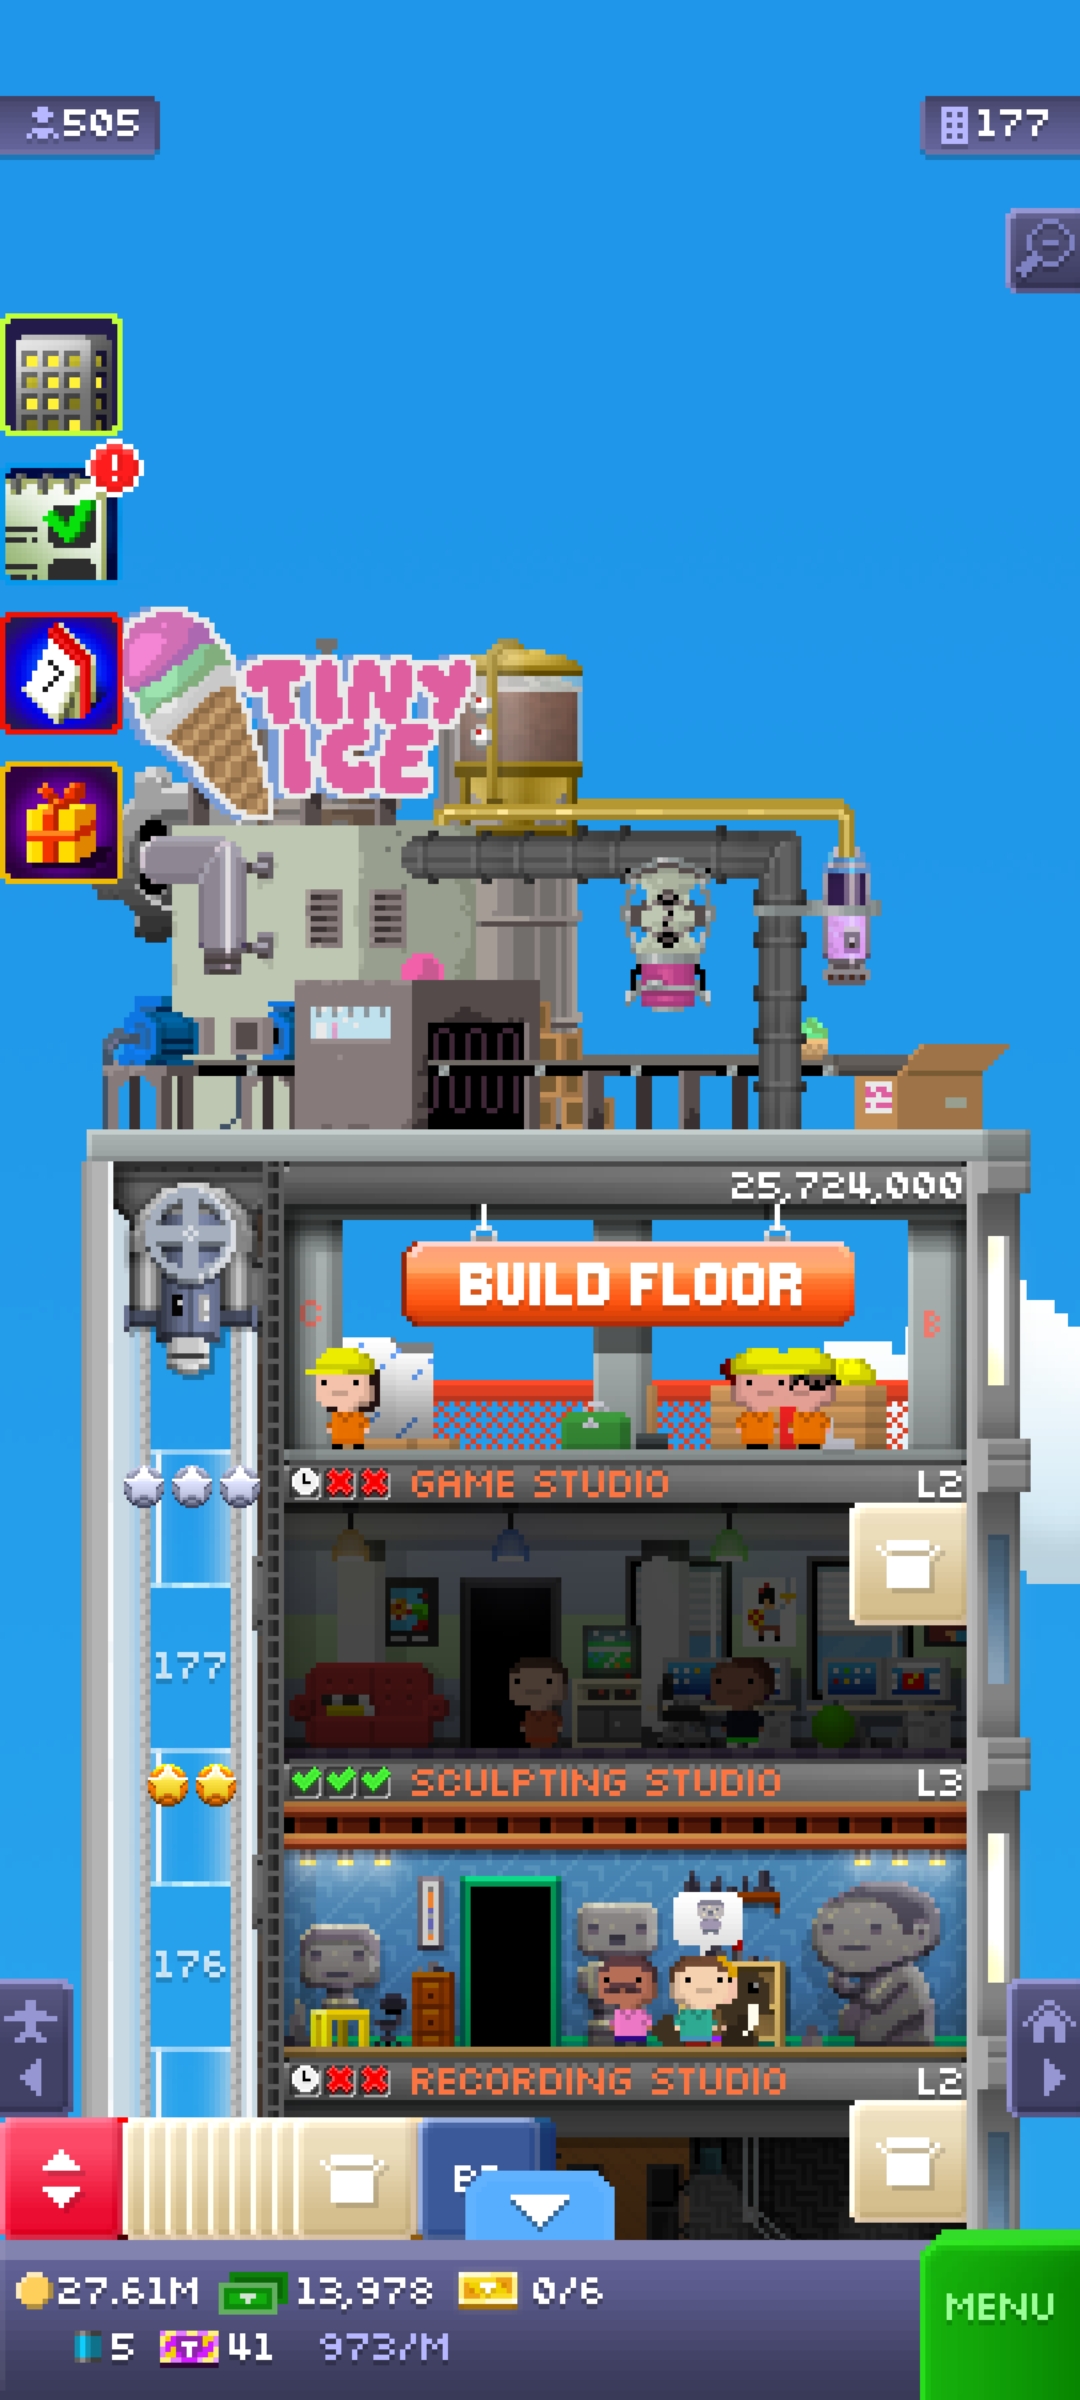 505
177
7
TINY
ICE
25,724,000
BUILD FLOOR
C
B
GAME STUDIO
L2
177
SCULPTING STUDIO
L3
176
RECORDING STUDIO
L2
27.61M
13,978
0/6
MENU
5
T
41
973/M